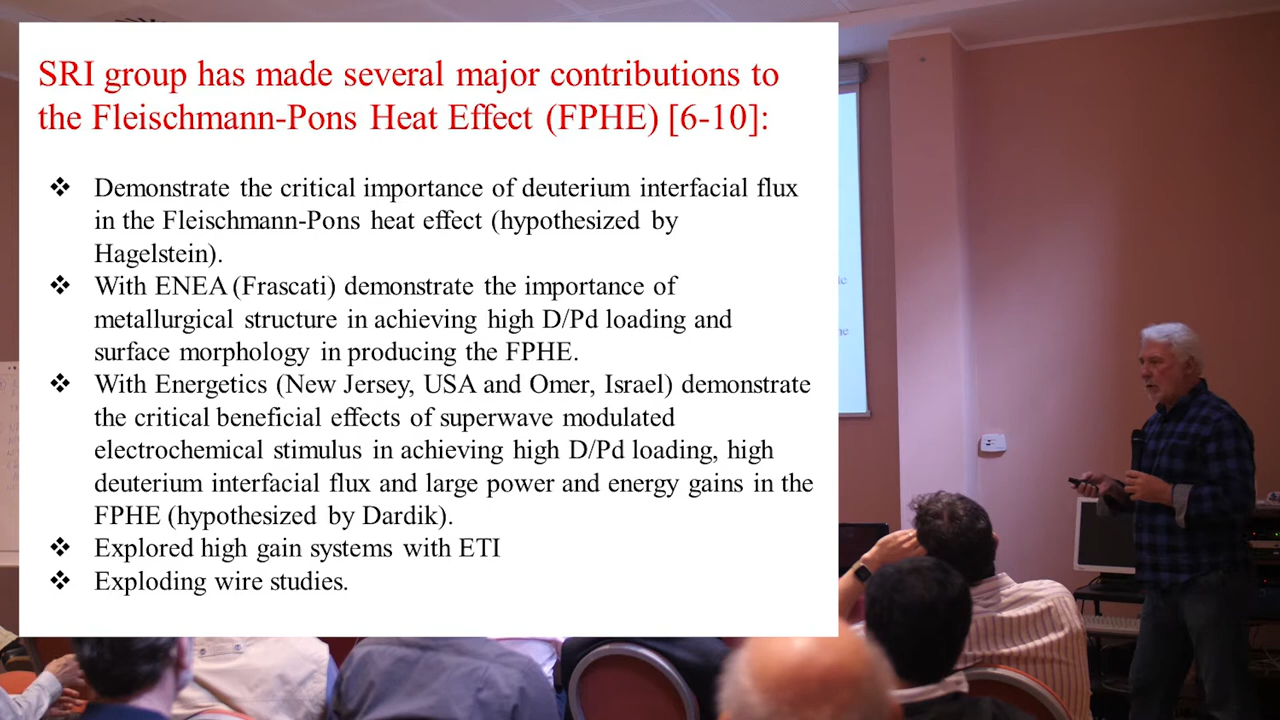 SRI group has made several major contributions to
the Fleischmann-Pons Heat Effect (FPHE) [6-10]:
❖ Demonstrate the critical importance of deuterium interfacial flux
in the Fleischmann-Pons heat effect (hypothesized by
Hagelstein).
❖ With ENEA (Frascati) demonstrate the importance of
metallurgical structure in achieving high D/Pd loading and
surface morphology in producing the FPHE.
❖ With Energetics (New Jersey, USA and Omer, Israel) demonstrate
the critical beneficial effects of superwave modulated
electrochemical stimulus in achieving high D/Pd loading, high
deuterium interfacial flux and large power and energy gains in the
FPHE (hypothesized by Dardik).
❖ Explored high gain systems with ETI
❖ Exploding wire studies.